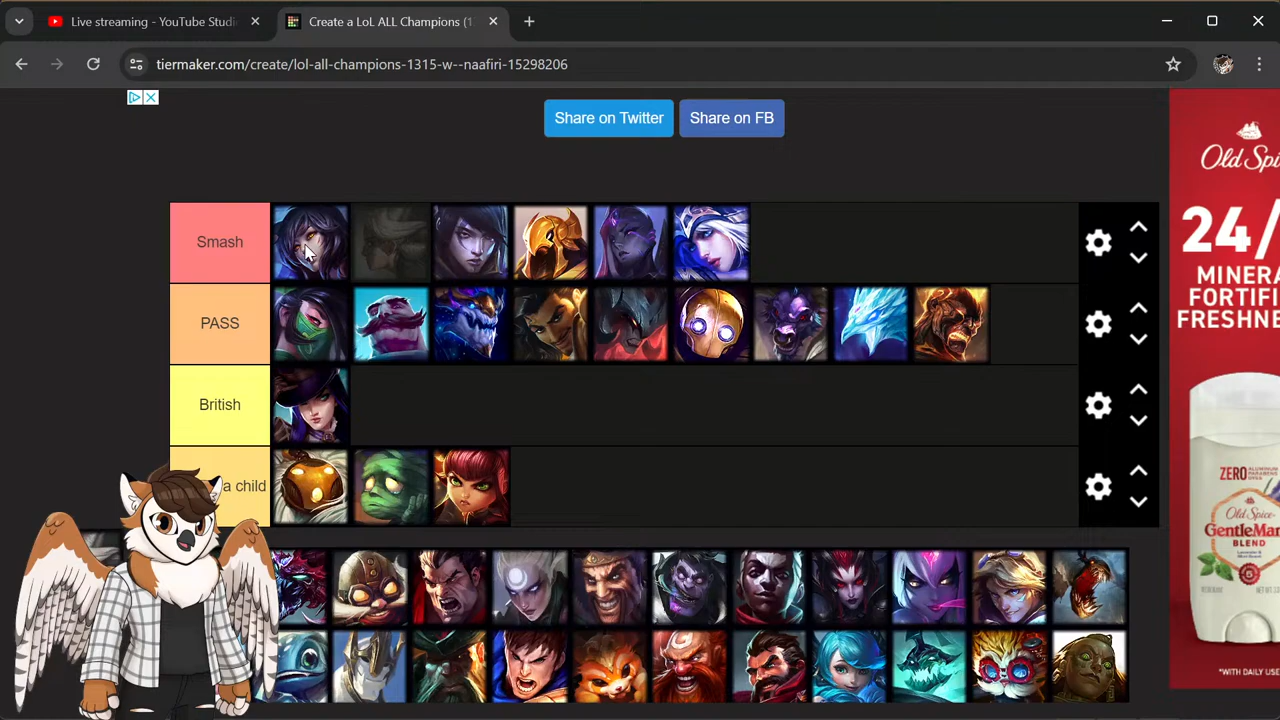 Live streaming - YouTube Studi
Create a LoL ALL Champions (1
tiermaker.com/create/lol-all-champions-1315-w--naafiri-15298206
Share on Twitter
Share on FB
Smash
PASS
British
a child
Old Spi
24/
MINERA
FORTIFI
FRESHNE
ZERO
Old Spice
GENTLEMAN
BLEND
*WITH DAILY USE